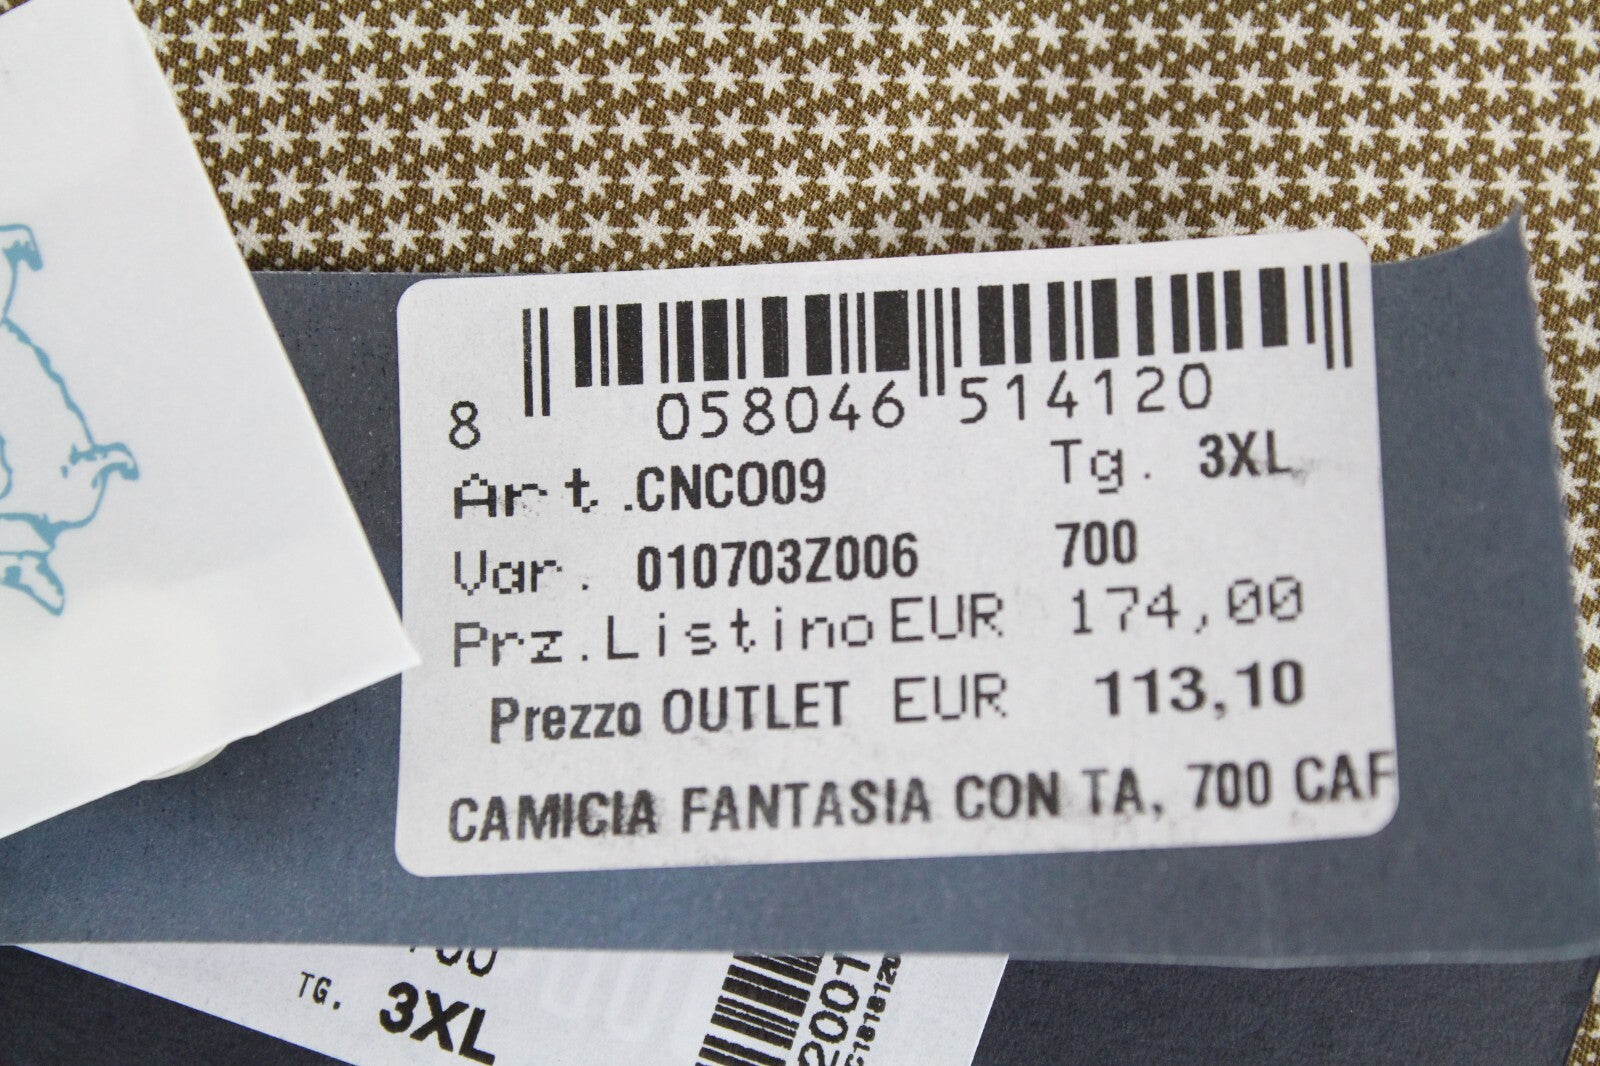 8 058046 514120
Art.CNCO09 Tg. 3XL
Var. 010703Z006 700
Prz.Listino EUR 174,00
Prezzo OUTLET EUR 113,10
CAMICIA FANTASIA CON TA, 700 CAF
TG. 3XL